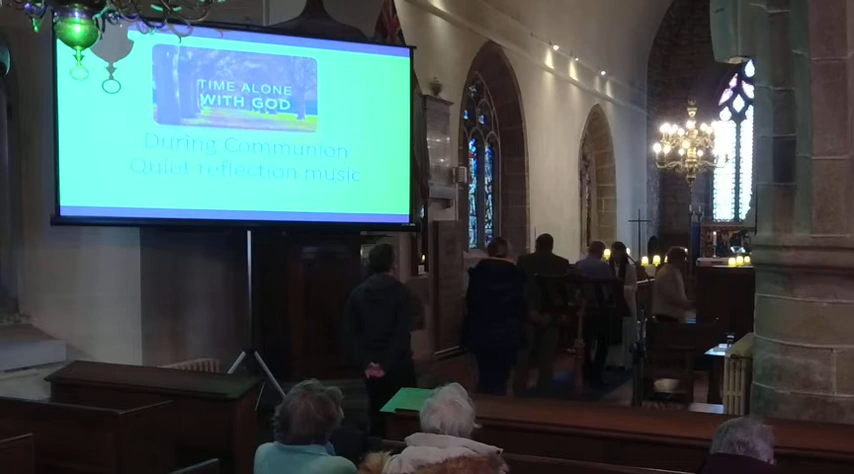 TIME ALONE
WITH GOD
During Communion
Quiet reflection music